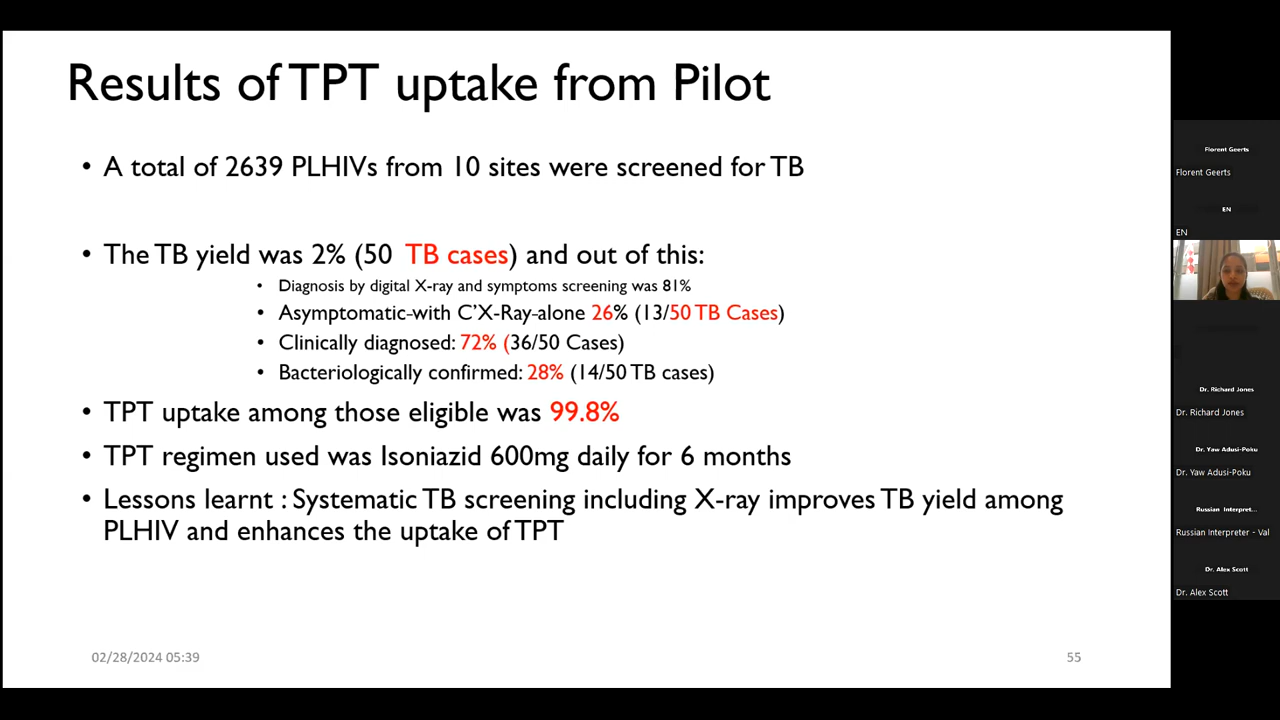 Results of TPT uptake from Pilot
• A total of 2639 PLHIVs from 10 sites were screened for TB
• The TB yield was 2% (50 TB cases) and out of this:
• Diagnosis by digital X-ray and symptoms screening was 81%
• Asymptomatic-with C'X-Ray-alone 26% (13/50 TB Cases)
• Clinically diagnosed: 72% (36/50 Cases)
• Bacteriologically confirmed: 28% (14/50 TB cases)
• TPT uptake among those eligible was 99.8%
• TPT regimen used was Isoniazid 600mg daily for 6 months
• Lessons learnt : Systematic TB screening including X-ray improves TB yield among
PLHIV and enhances the uptake of TPT
02/28/2024 05:39
55
Florent Geerts
Florent Geerts
EN
EN
Dr. Richard Jones
Dr. Richard Jones
Dr. Yaw Adusi-Poku
Dr. Yaw Adusi-Poku
Russian Interpret...
Russian Interpreter - Val
Dr. Alex Scott
Dr. Alex Scott